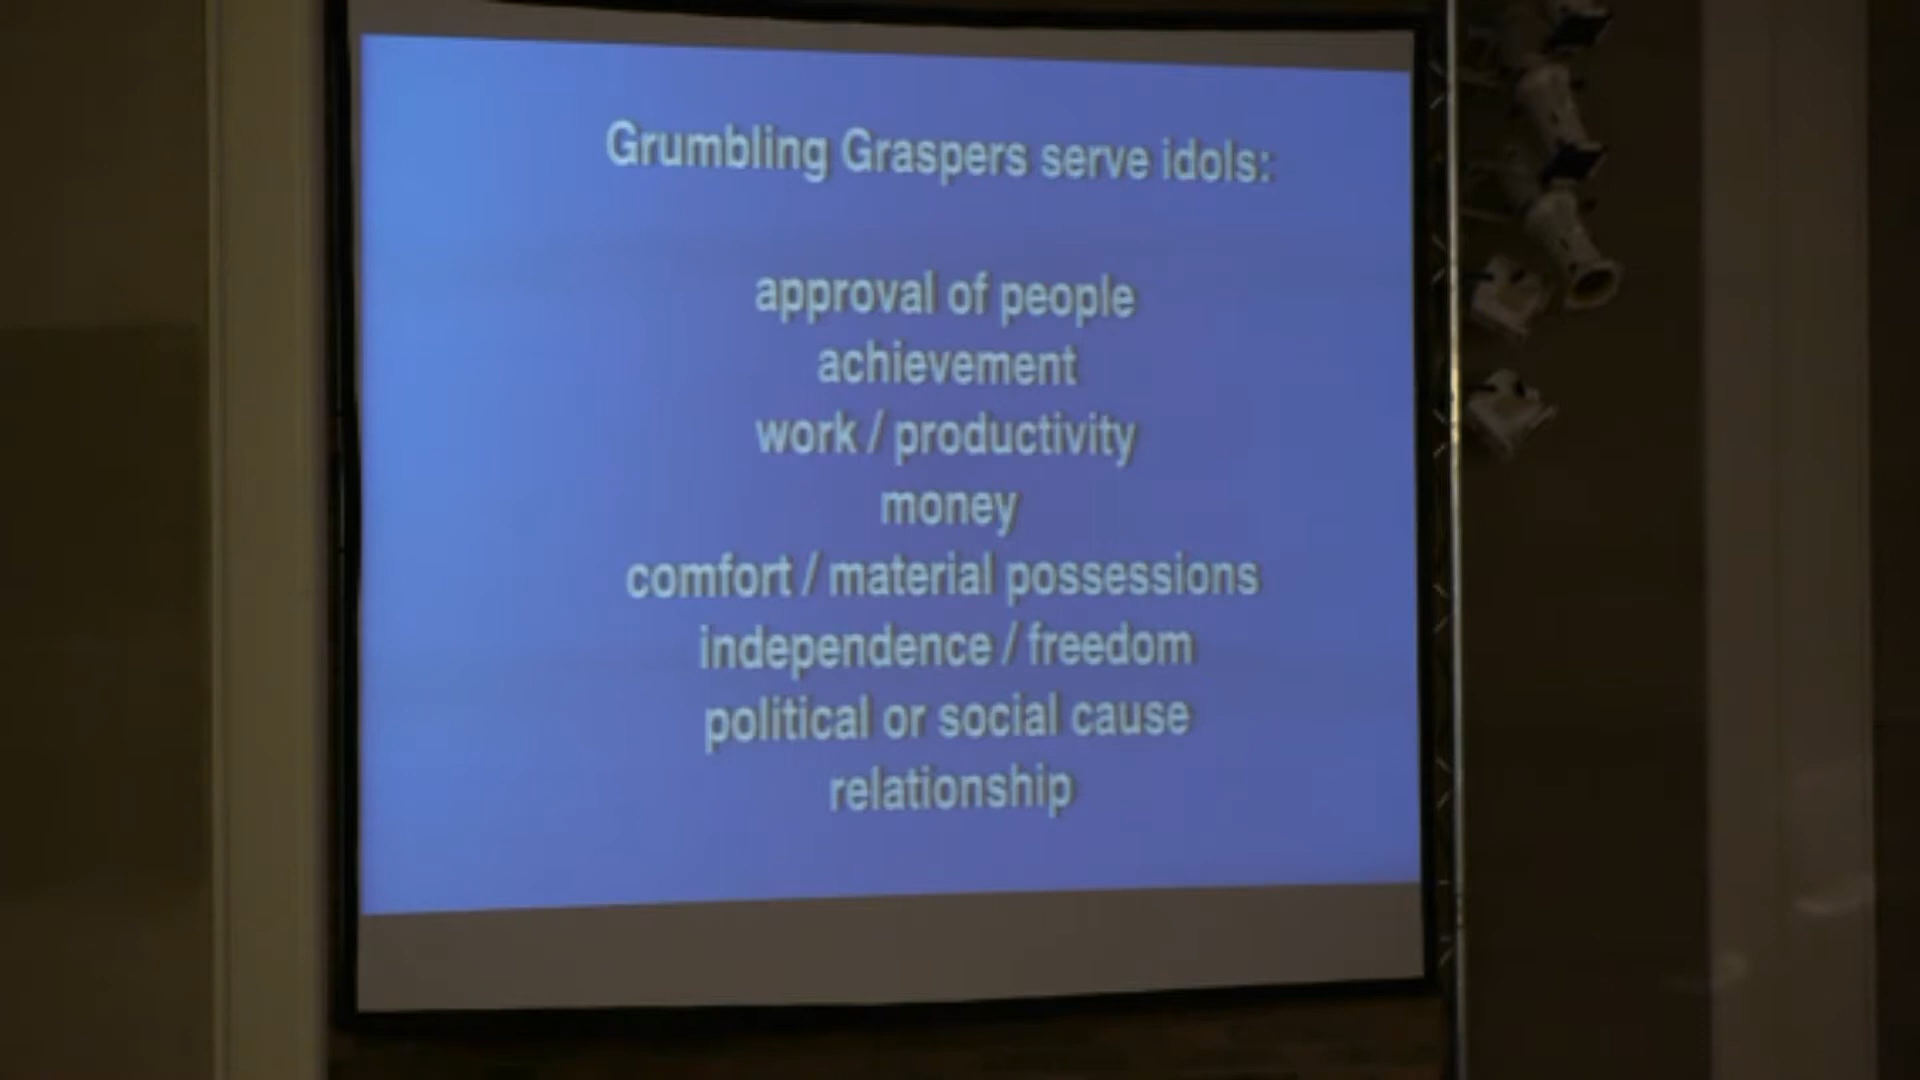 Grumbling Graspers serve idols:
approval of people
achievement
work / productivity
money
comfort / material possessions
independence / freedom
political or social cause
relationship